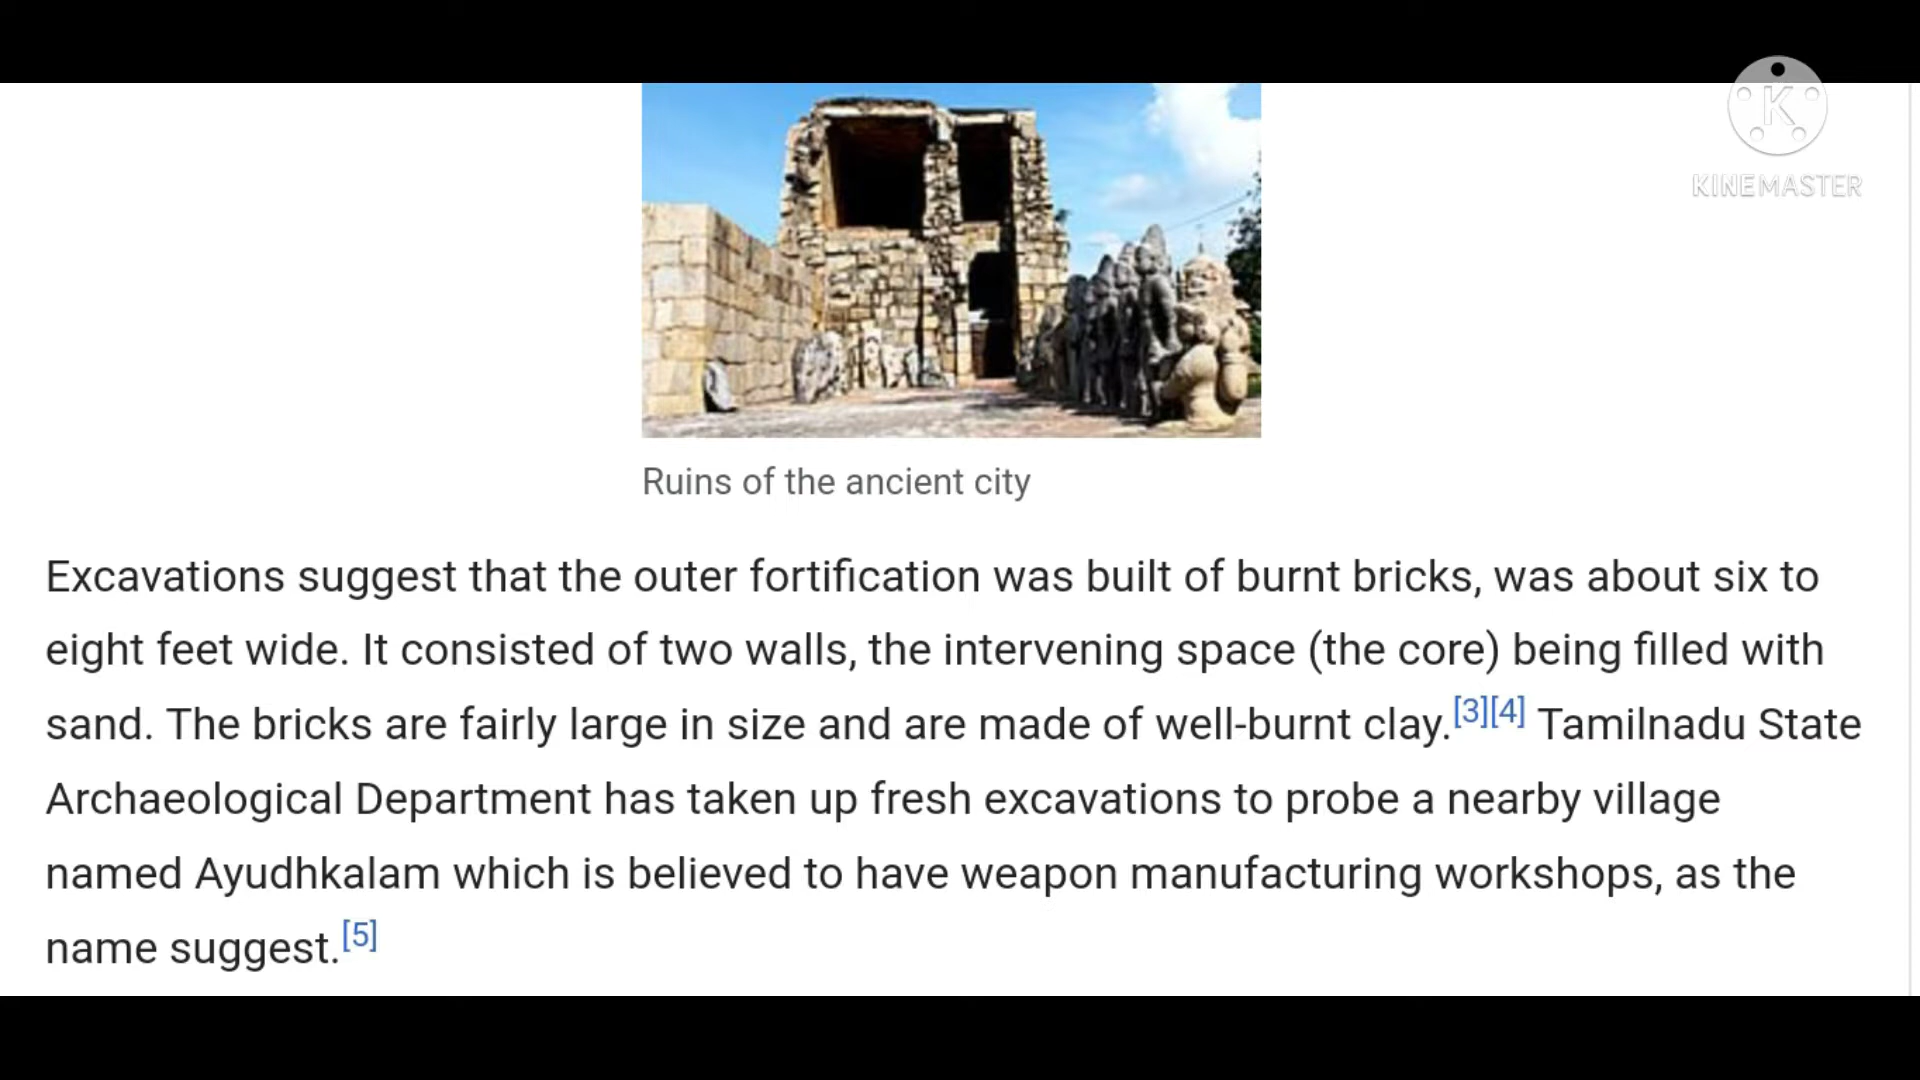 K
KINEMASTER
Ruins of the ancient city
Excavations suggest that the outer fortification was built of burnt bricks, was about six to
eight feet wide. It consisted of two walls, the intervening space (the core) being filled with
sand. The bricks are fairly large in size and are made of well-burnt clay.[3][4] Tamilnadu State
Archaeological Department has taken up fresh excavations to probe a nearby village
named Ayudhkalam which is believed to have weapon manufacturing workshops, as the
name suggest.[5]